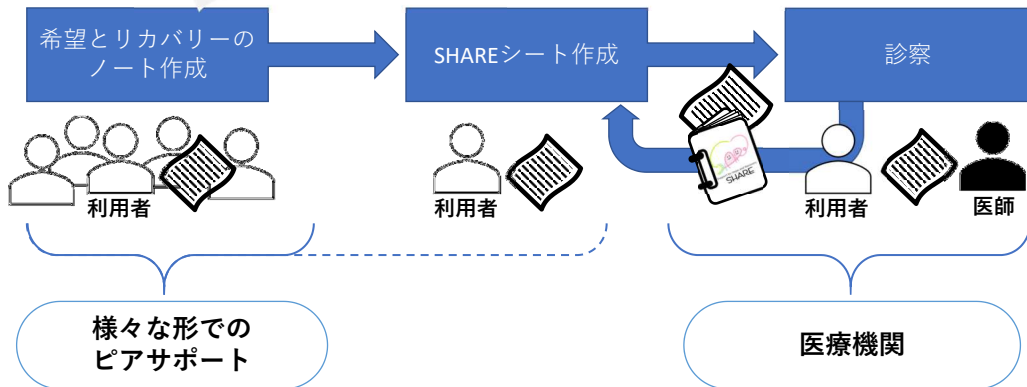 希望とリカバリーの
ノート作成
SHAREシート作成
診察
SHARE
利用者
利用者
利用者
医師
様々な形での
ピアサポート
医療機関